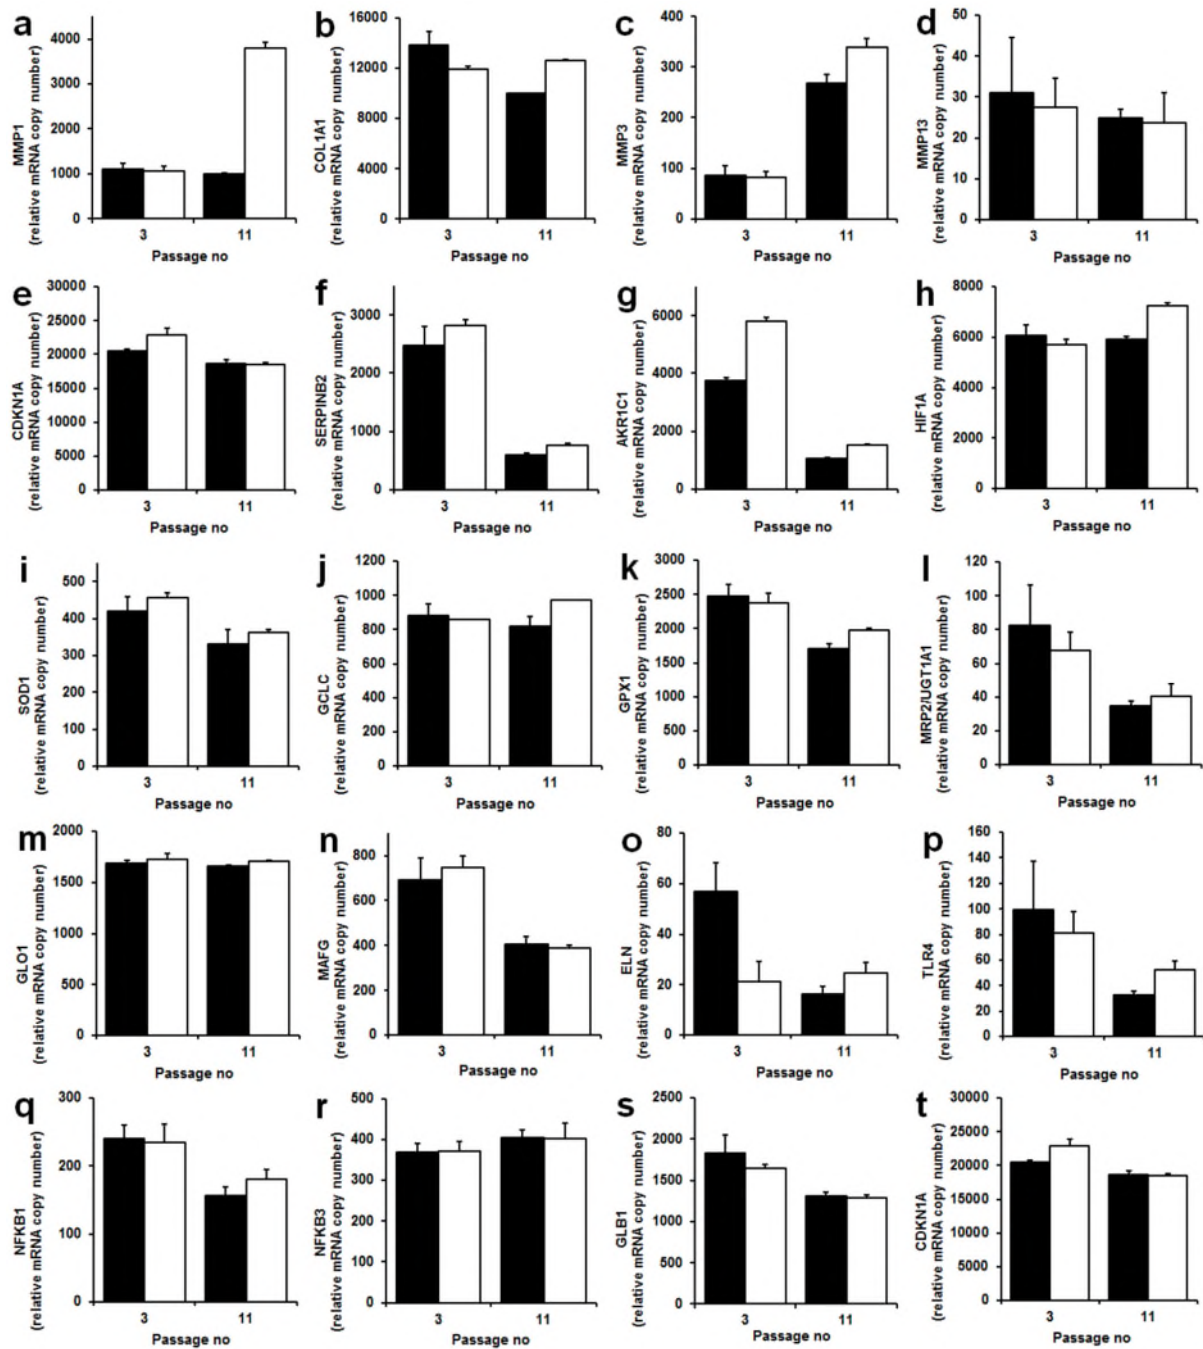 a
MMP1
(relative mRNA copy number)
4000
3000
2000
1000
0
3 11
Passage no
b
COL1A1
(relative mRNA copy number)
16000
12000
8000
4000
0
3 11
Passage no
c
MMP3
(relative mRNA copy number)
400
300
200
100
0
3 11
Passage no
d
MMP13
(relative mRNA copy number)
50
40
30
20
10
0
3 11
Passage no
e
CDKN1A
(relative mRNA copy number)
30000
25000
20000
15000
10000
5000
0
3 11
Passage no
f
SERPINB2
(relative mRNA copy number)
3000
2000
1000
0
3 11
Passage no
g
AKR1C1
(relative mRNA copy number)
6000
4000
2000
0
3 11
Passage no
h
HIF1A
(relative mRNA copy number)
8000
6000
4000
2000
0
3 11
Passage no
i
SOD1
(relative mRNA copy number)
500
400
300
200
100
0
3 11
Passage no
j
GCLC
(relative mRNA copy number)
1200
1000
800
600
400
200
0
3 11
Passage no
k
GPX1
(relative mRNA copy number)
3000
2500
2000
1500
1000
500
0
3 11
Passage no
l
MRP2/UGT1A1
(relative mRNA copy number)
120
100
80
60
40
20
0
3 11
Passage no
m
GLO1
(relative mRNA copy number)
2000
1500
1000
500
0
3 11
Passage no
n
MAFG
(relative mRNA copy number)
800
600
400
200
0
3 11
Passage no
o
ELN
(relative mRNA copy number)
80
60
40
20
0
3 11
Passage no
p
TLR4
(relative mRNA copy number)
160
140
120
100
80
60
40
20
0
3 11
Passage no
q
NFKB1
(relative mRNA copy number)
300
200
100
0
3 11
Passage no
r
NFKB3
(relative mRNA copy number)
500
400
300
200
100
0
3 11
Passage no
s
GLB1
(relative mRNA copy number)
2500
2000
1500
1000
500
0
3 11
Passage no
t
CDKN1A
(relative mRNA copy number)
30000
25000
20000
15000
10000
5000
0
3 11
Passage no